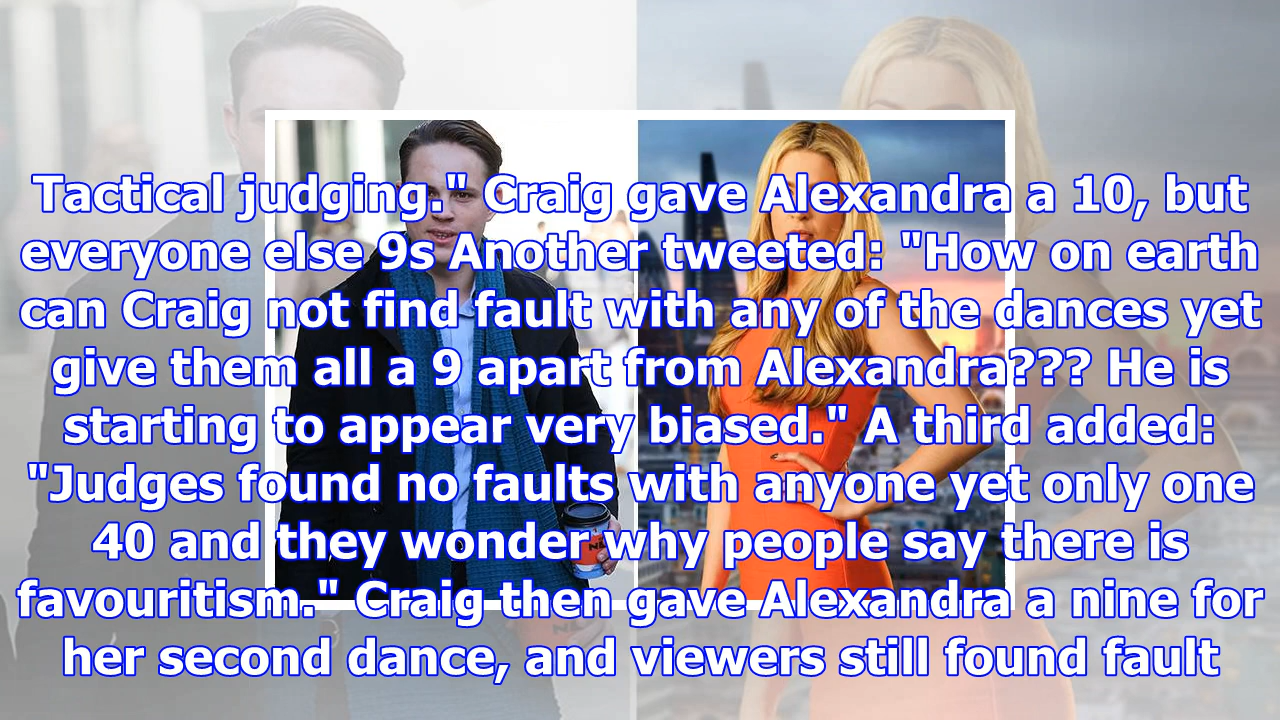 Tactical judging." Craig gave Alexandra a 10, but
everyone else 9s Another tweeted: "How on earth
can Craig not find fault with any of the dances yet
give them all a 9 apart from Alexandra??? He is
starting to appear very biased." A third added:
"Judges found no faults with anyone yet only one
40 and they wonder why people say there is
favouritism." Craig then gave Alexandra a nine for
her second dance, and viewers still found fault